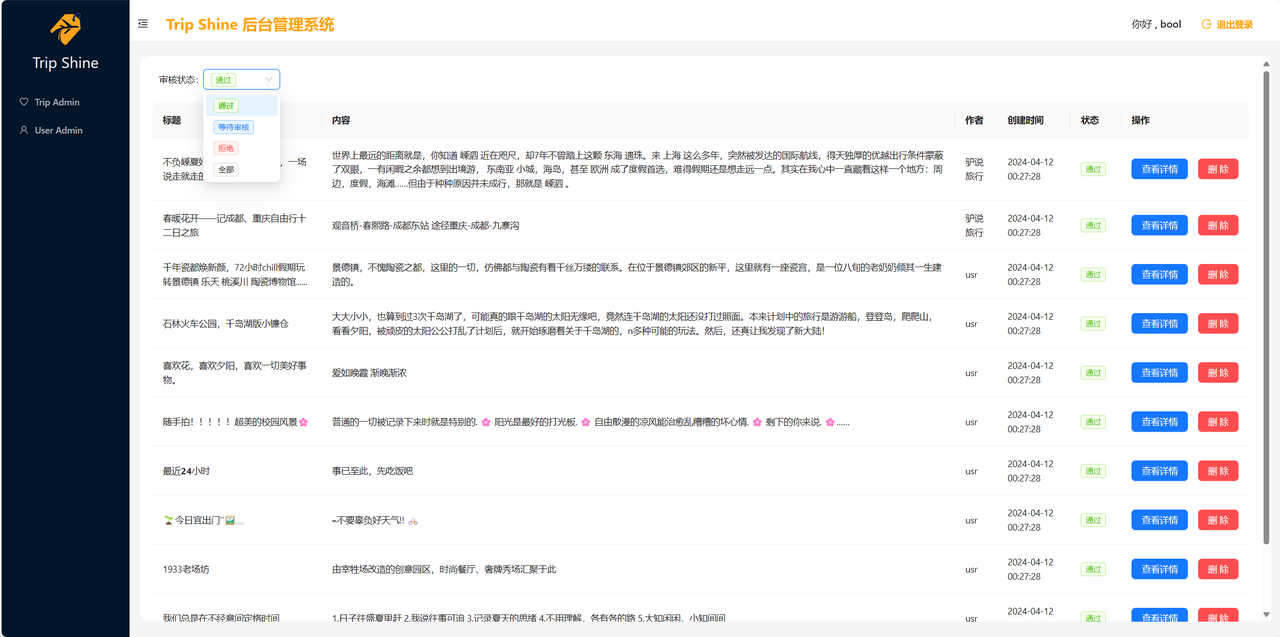 Trip Shine
Trip Admin
User Admin
Trip Shine 后台管理系统
你好 , bool
退出登录
审核状态:
通过
通过
等待审核
拒绝
全部
标题
内容
作者
创建时间
状态
操作
不负嵊夏
,一场
说走就走的
世界上最远的距离就是,你知道 嵊泗 近在咫尺,却7年不曾踏上这颗 东海 遗珠。来 上海 这么多年,突然被发达的国际航线,得天独厚的优越出行条件蒙蔽
了双眼,一有闲暇之余都想到出境游, 东南亚 小城,海岛,甚至 欧洲 成了度假首选,难得假期还是想走远一点。其实在我心中一直藏着这样一个地方:周
边,度假,海滩......但由于种种原因并未成行,那就是 嵊泗 。
驴说
旅行
2024-04-12
00:27:28
通过
查看详情
删 除
春暖花开——记成都、重庆自由行十
二日之旅
观音桥-春熙路-成都东站 途径重庆-成都-九寨沟
驴说
旅行
2024-04-12
00:27:28
通过
查看详情
删 除
千年瓷都焕新颜,72小时chill假期玩
转景德镇 乐天 桃溪川 陶瓷博物馆......
景德镇,不愧陶瓷之都,这里的一切,仿佛都与陶瓷有着千丝万缕的联系。在位于景德镇郊区的新平,这里就有一座瓷宫,是一位八旬的老奶奶倾其一生建
造的。
usr
2024-04-12
00:27:28
通过
查看详情
删 除
石林火车公园,千岛湖版小镰仓
大大小小,也算到过3次千岛湖了,可能真的跟千岛湖的太阳无缘吧,竟然连千岛湖的太阳还没打过照面。本来计划中的旅行是游游船,登登岛,爬爬山,
看看夕阳,被顽皮的太阳公公打乱了计划后,就开始琢磨着关于千岛湖的,n多种可能的玩法。然后,还真让我发现了新大陆!
usr
2024-04-12
00:27:28
通过
查看详情
删 除
喜欢花,喜欢夕阳,喜欢一切美好事
物。
爱如晚霞 渐晚渐浓
usr
2024-04-12
00:27:28
通过
查看详情
删 除
随手拍!!!!!超美的校园风景🌸
普通的一切被记录下来时就是特别的. 🌸 阳光是最好的打光板. 🌸 自由散漫的凉风能治愈乱糟糟的坏心情. 🌸 剩下的你来说. 🌸......
usr
2024-04-12
00:27:28
通过
查看详情
删 除
最近24小时
事已至此,先吃饭吧
usr
2024-04-12
00:27:28
通过
查看详情
删 除
🌱今日宜出门˝🖼️...
~不要辜负好天气!! 🚲
usr
2024-04-12
00:27:28
通过
查看详情
删 除
1933老场坊
由宰牲场改造的创意园区,时尚餐厅、奢牌秀场汇聚于此
usr
2024-04-12
00:27:28
通过
查看详情
删 除
我们总是在不经意间定格时间
1.日子往盛夏里赶 2.我说往事可追 3.记录夏天的思绪 4.不用理解,各有各的路 5.大知闲闲,小知间间
usr
2024-04-12
通过
查看详情
删 除